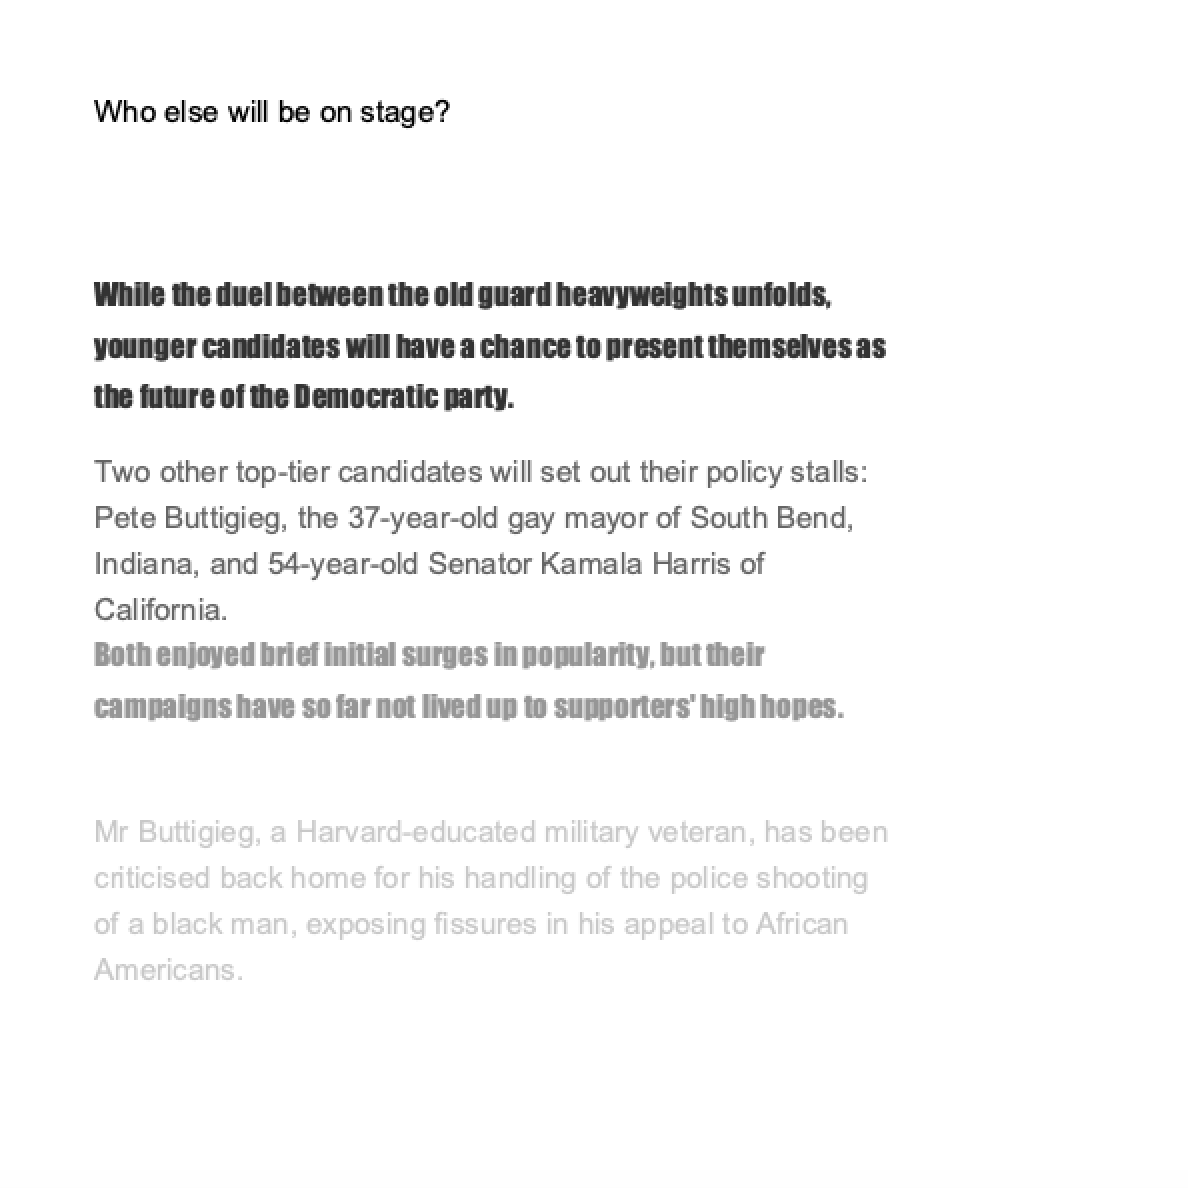 Who else will be on stage?
While the duel between the old guard heavyweights unfolds,
younger candidates will have a chance to present themselves as
the future of the Democratic party.
Two other top-tier candidates will set out their policy stalls:
Pete Buttigieg, the 37-year-old gay mayor of South Bend,
Indiana, and 54-year-old Senator Kamala Harris of
California.
Both enjoyed brief initial surges in popularity, but their
campaigns have so far not lived up to supporters' high hopes.
Mr Buttigieg, a Harvard-educated military veteran, has been
criticised back home for his handling of the police shooting
of a black man, exposing fissures in his appeal to African
Americans.